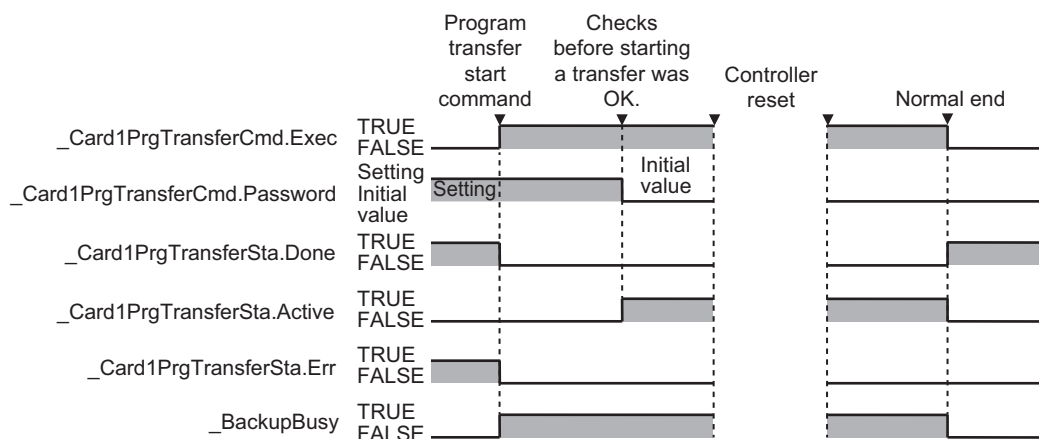 Program
transfer
start
command
Checks
before starting
a transfer was
OK.
Controller
reset
Normal end
_Card1PrgTransferCmd.Exec
TRUE
FALSE
_Card1PrgTransferCmd.Password
Setting
Initial
value
Setting
Initial
value
_Card1PrgTransferSta.Done
TRUE
FALSE
_Card1PrgTransferSta.Active
TRUE
FALSE
_Card1PrgTransferSta.Err
TRUE
FALSE
_BackupBusy
TRUE
FALSE